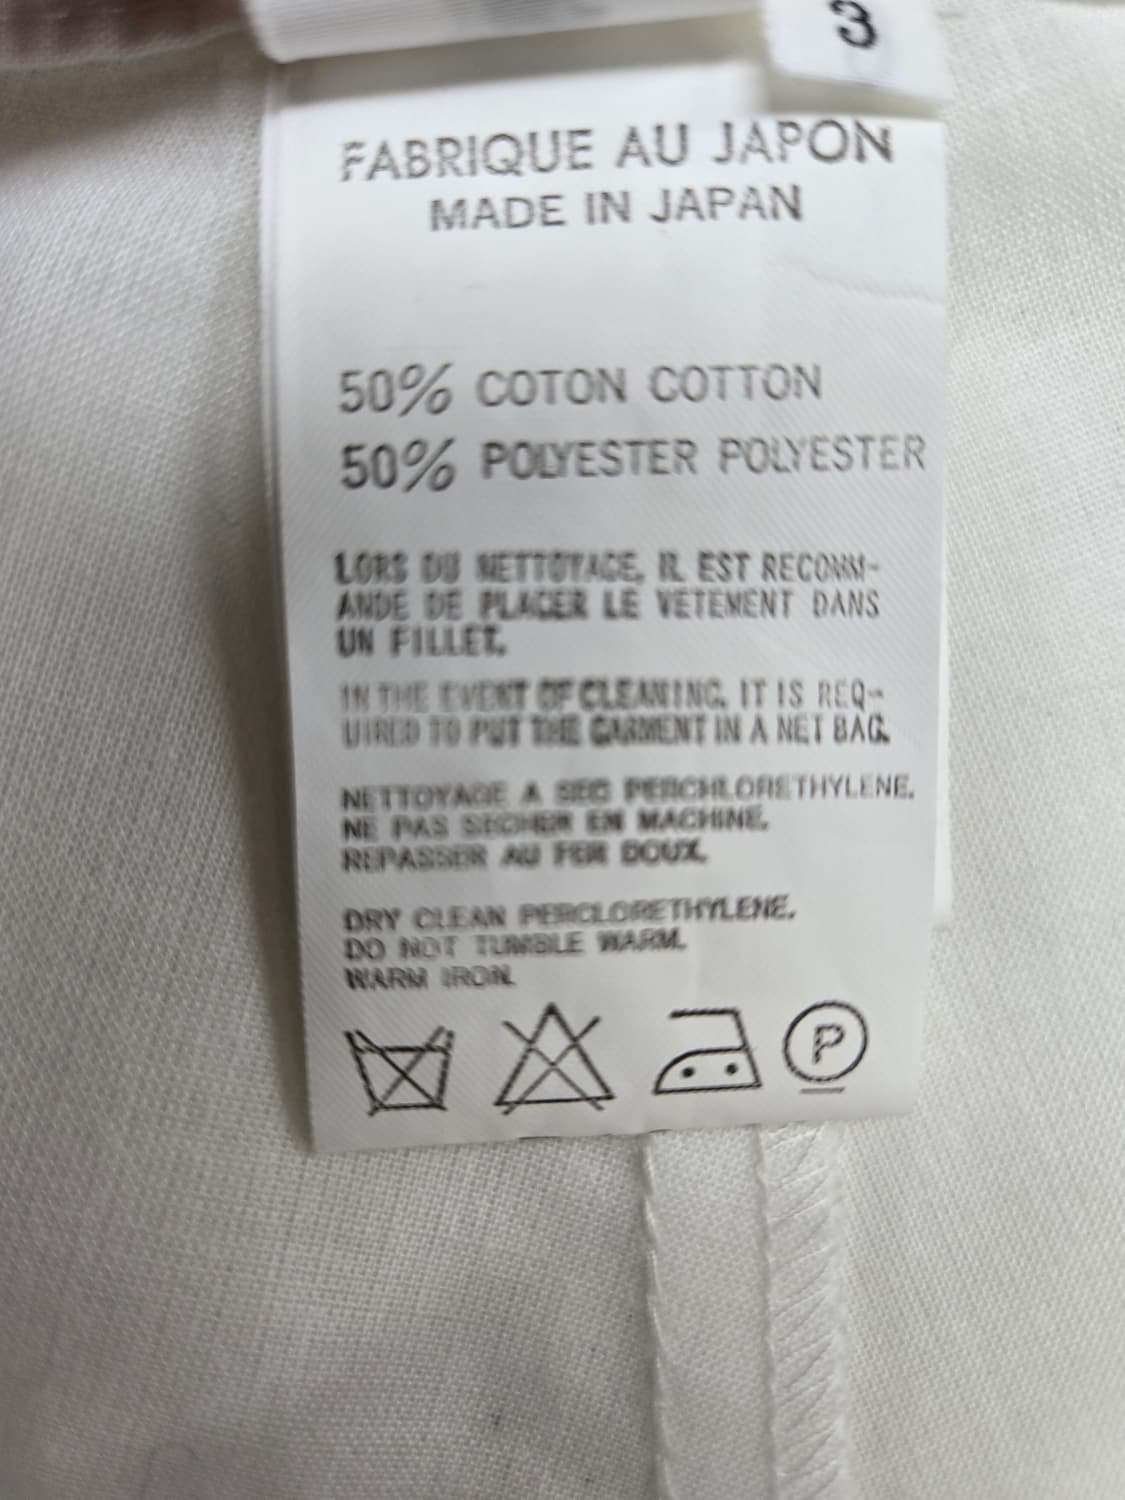 3
FABRIQUE AU JAPON
MADE IN JAPAN
50% COTON COTTON
50% POLYESTER POLYESTER
LORS DU NETTOYAGE, IL EST RECOMM-
ANDE DE PLACER LE VETEMENT DANS
UN FILLET.
IN THE EVENT OF CLEANING, IT IS REQ-
UIRED TO PUT THE GARMENT IN A NET BAG.
NETTOYAGE A SEC PERCHLORETHYLENE.
NE PAS SECHER EN MACHINE.
REPASSER AU FER DOUX.
DRY CLEAN PERCLORETHYLENE.
DO NOT TUMBLE WARM.
WARM IRON.
P